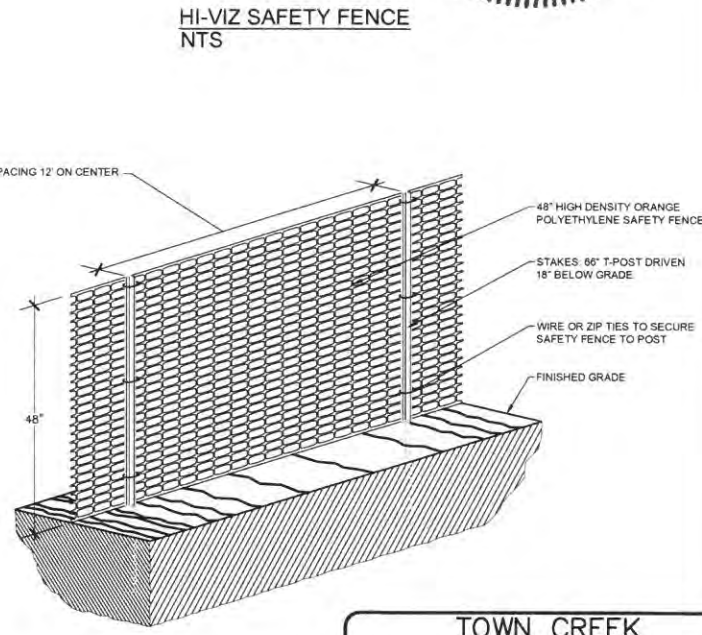 HI-VIZ SAFETY FENCE
NTS
PACING 12' ON CENTER
48" HIGH DENSITY ORANGE
POLYETHYLENE SAFETY FENCE
STAKES: 66" T-POST DRIVEN
18" BELOW GRADE
WIRE OR ZIP TIES TO SECURE
SAFETY FENCE TO POST
FINISHED GRADE
48"
TOWN CREEK